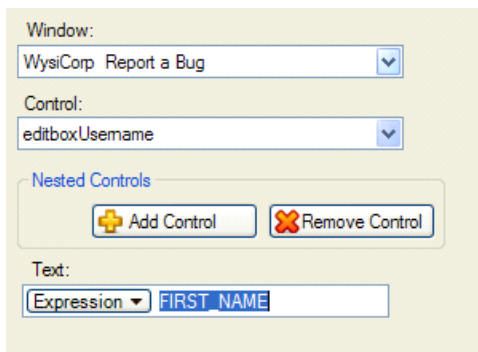 Window:
WysiCorp Report a Bug
Control:
editboxUsername
Nested Controls
Add Control Remove Control
Text:
Expression FIRST_NAME